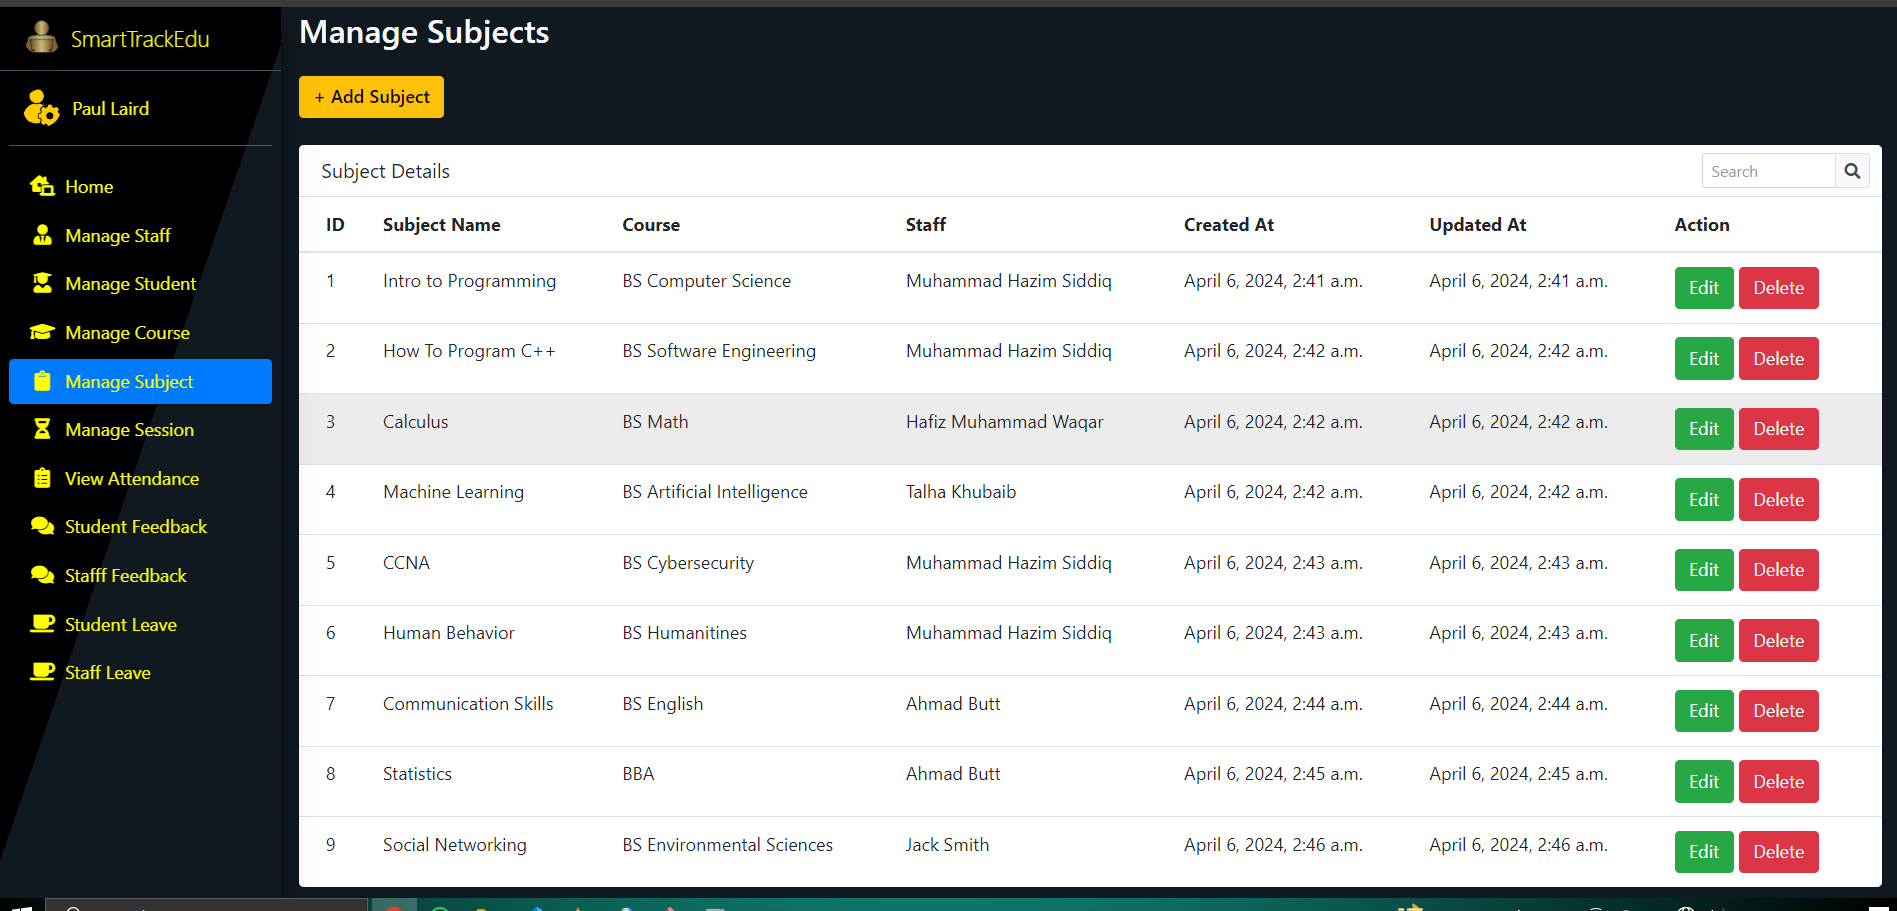 SmartTrackEdu
Paul Laird
Home
Manage Staff
Manage Student
Manage Course
Manage Subject
Manage Session
View Attendance
Student Feedback
Stafff Feedback
Student Leave
Staff Leave
Manage Subjects
+ Add Subject
Subject Details
Search
ID Subject Name Course Staff Created At Updated At Action
1 Intro to Programming BS Computer Science Muhammad Hazim Siddiq April 6, 2024, 2:41 a.m. April 6, 2024, 2:41 a.m. Edit Delete
2 How To Program C++ BS Software Engineering Muhammad Hazim Siddiq April 6, 2024, 2:42 a.m. April 6, 2024, 2:42 a.m. Edit Delete
3 Calculus BS Math Hafiz Muhammad Waqar April 6, 2024, 2:42 a.m. April 6, 2024, 2:42 a.m. Edit Delete
4 Machine Learning BS Artificial Intelligence Talha Khubaib April 6, 2024, 2:42 a.m. April 6, 2024, 2:42 a.m. Edit Delete
5 CCNA BS Cybersecurity Muhammad Hazim Siddiq April 6, 2024, 2:43 a.m. April 6, 2024, 2:43 a.m. Edit Delete
6 Human Behavior BS Humanitines Muhammad Hazim Siddiq April 6, 2024, 2:43 a.m. April 6, 2024, 2:43 a.m. Edit Delete
7 Communication Skills BS English Ahmad Butt April 6, 2024, 2:44 a.m. April 6, 2024, 2:44 a.m. Edit Delete
8 Statistics BBA Ahmad Butt April 6, 2024, 2:45 a.m. April 6, 2024, 2:45 a.m. Edit Delete
9 Social Networking BS Environmental Sciences Jack Smith April 6, 2024, 2:46 a.m. April 6, 2024, 2:46 a.m. Edit Delete